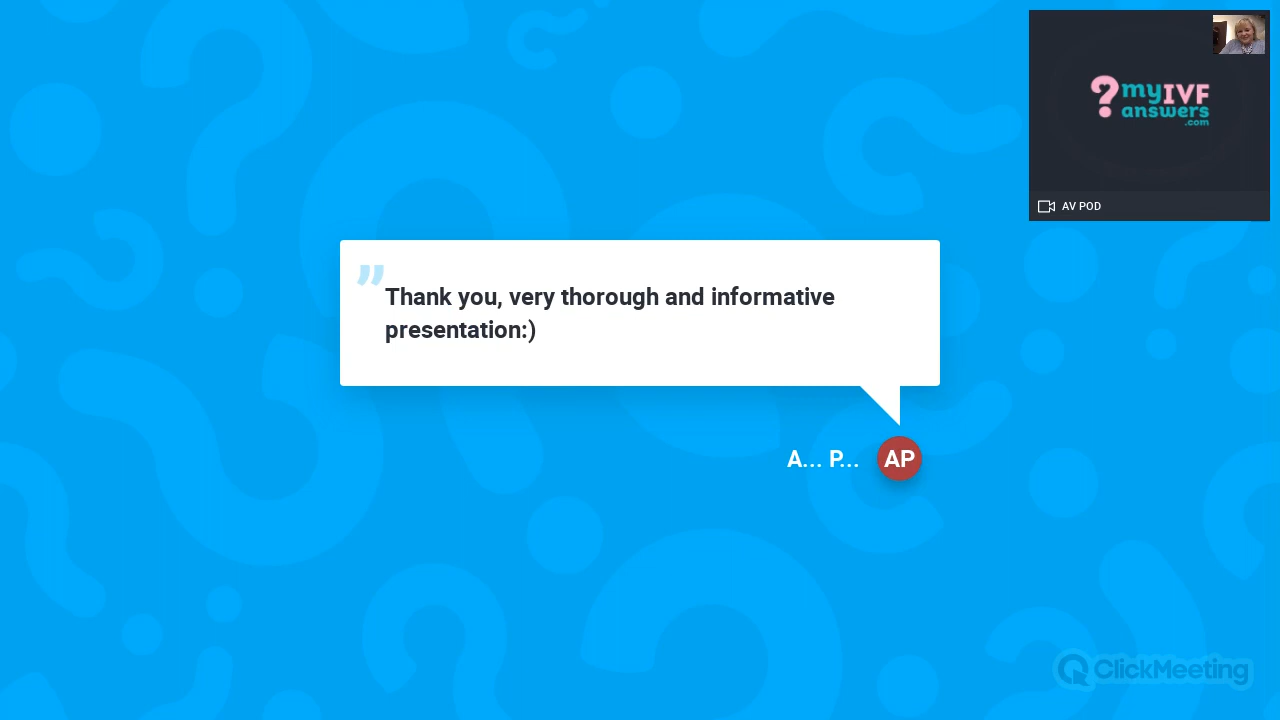 myIVF
answers
.com
AV POD
Thank you, very thorough and informative
presentation:)
A... P...
AP
ClickMeeting